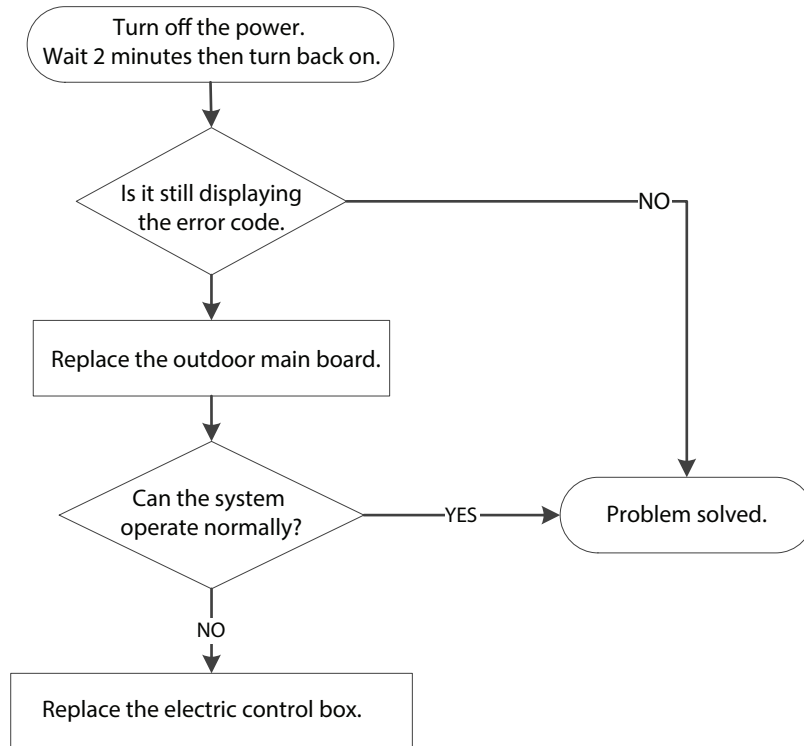 Turn off the power.
Wait 2 minutes then turn back on.
Is it still displaying
the error code.
NO
Replace the outdoor main board.
Can the system
operate normally?
YES
Problem solved.
NO
Replace the electric control box.